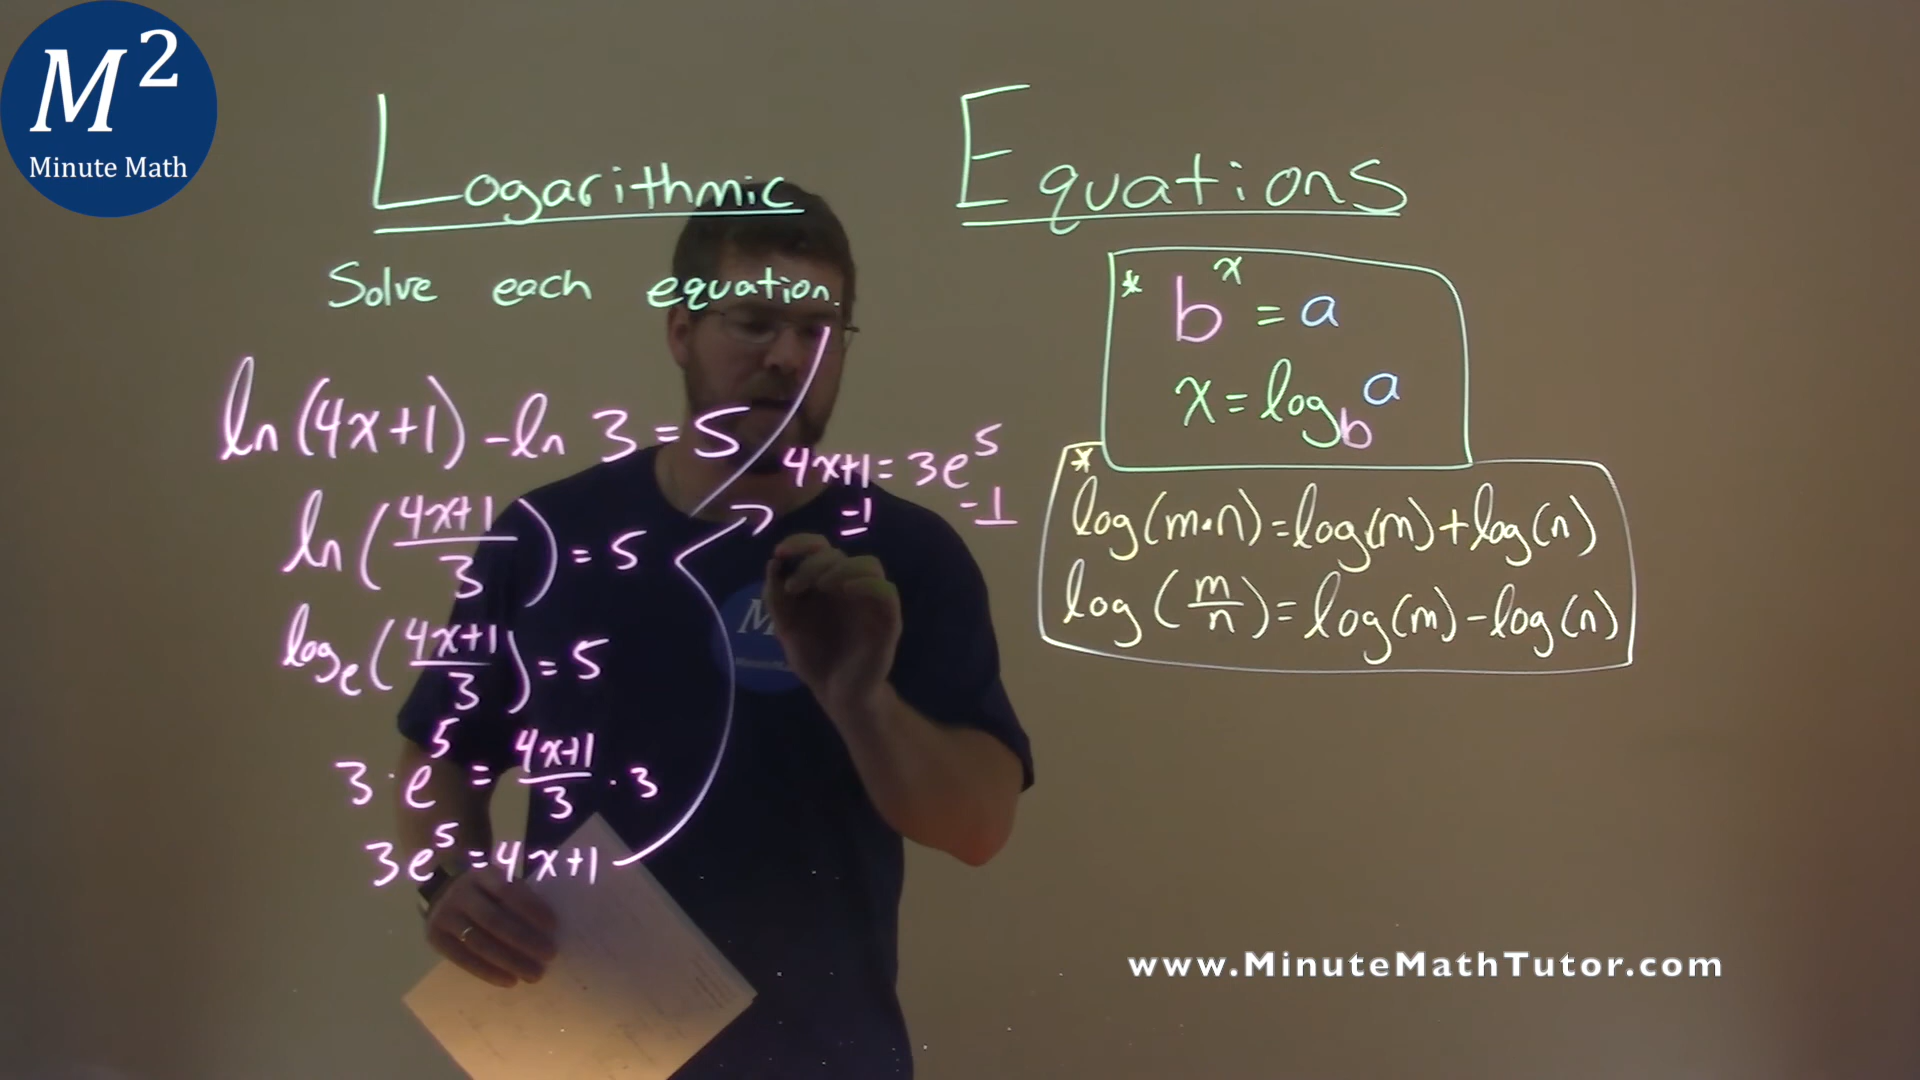 M²
Minute Math
Logarithmic Equations
Solve each equation.
ln(4x+1) - ln 3 = 5
ln((4x+1)/3) = 5
logₑ((4x+1)/3) = 5
3 · e⁵ = (4x+1)/3 · 3
3e⁵ = 4x+1
4x+1 = 3e⁵
-1 -1
* bˣ = a
x = log_b a
* log(m·n) = log(m) + log(n)
log(m/n) = log(m) - log(n)
www.MinuteMathTutor.com